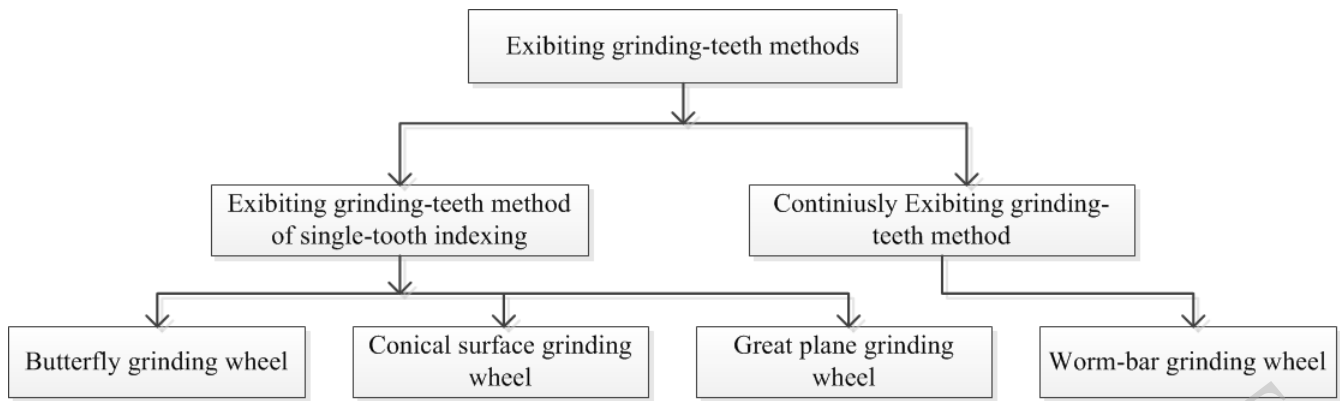 Exibiting grinding-teeth methods
Exibiting grinding-teeth method
of single-tooth indexing
Continiusly Exibiting grinding-
teeth method
Butterfly grinding wheel
Conical surface grinding
wheel
Great plane grinding
wheel
Worm-bar grinding wheel